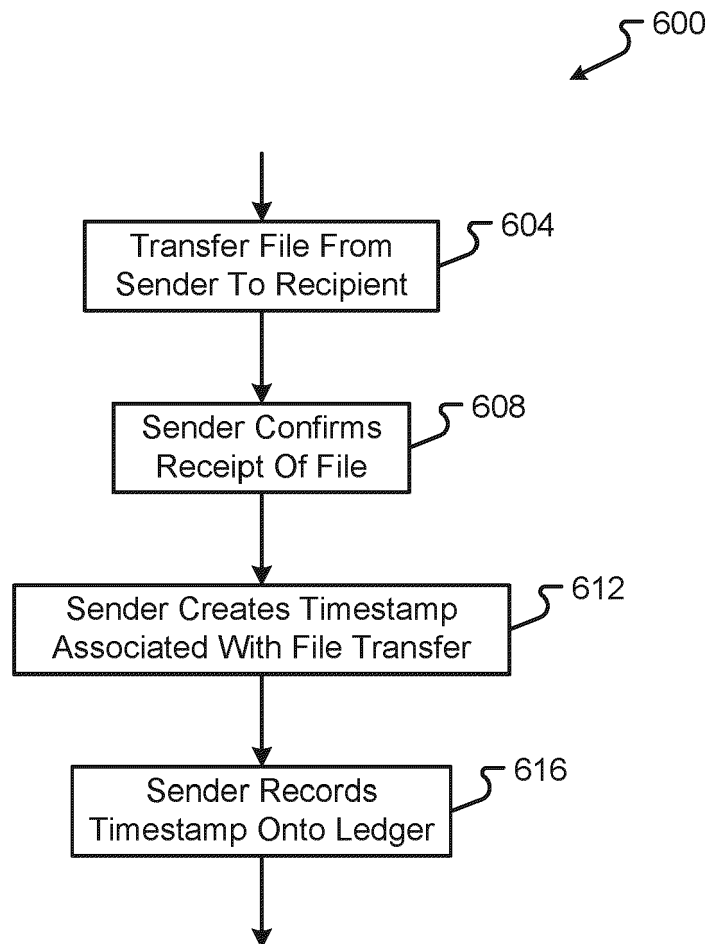 600
Transfer File From
Sender To Recipient
604
Sender Confirms
Receipt Of File
608
Sender Creates Timestamp
Associated With File Transfer
612
Sender Records
Timestamp Onto Ledger
616